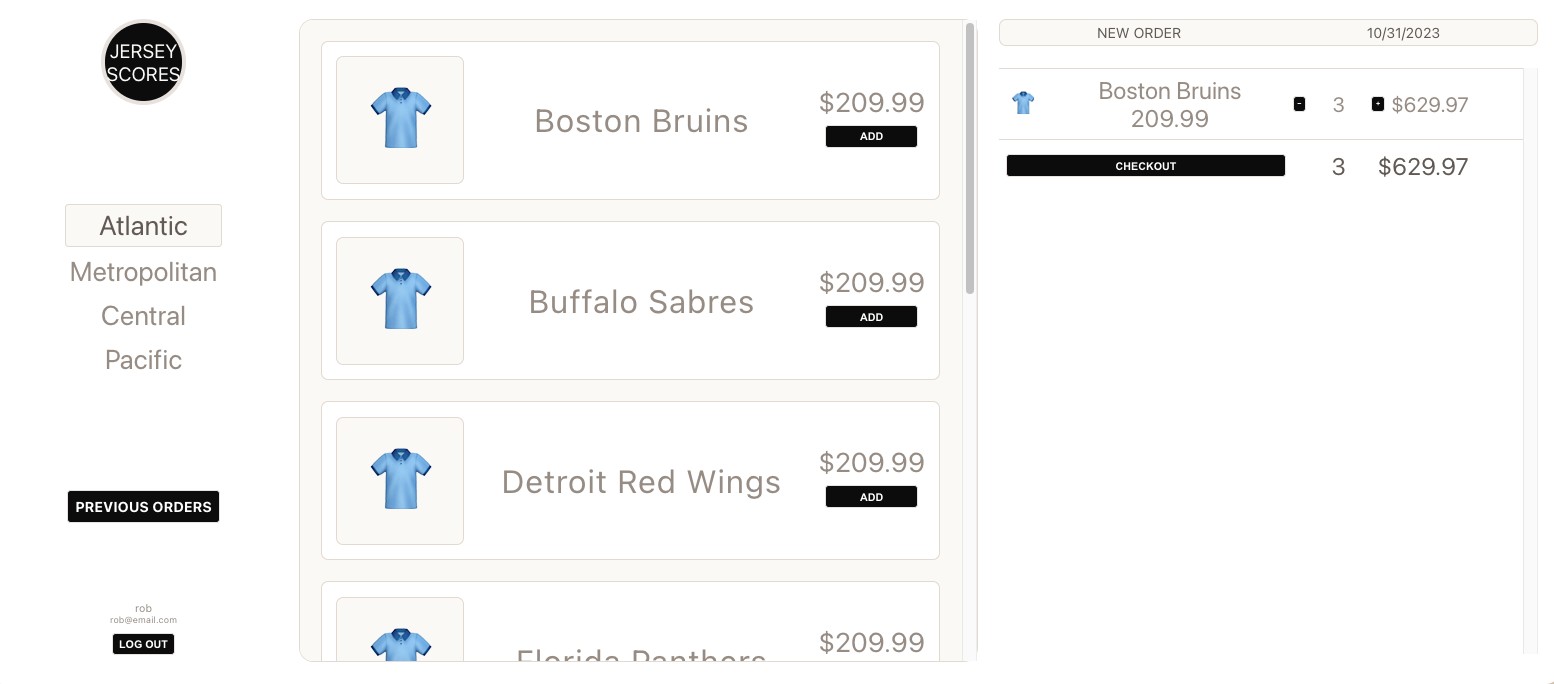 JERSEY
SCORES
Atlantic
Metropolitan
Central
Pacific
PREVIOUS ORDERS
rob
rob@email.com
LOG OUT
Boston Bruins
$209.99
ADD
Buffalo Sabres
$209.99
ADD
Detroit Red Wings
$209.99
ADD
Florida Panthers
$209.99
NEW ORDER 10/31/2023
Boston Bruins
209.99
- 3 + $629.97
CHECKOUT 3 $629.97